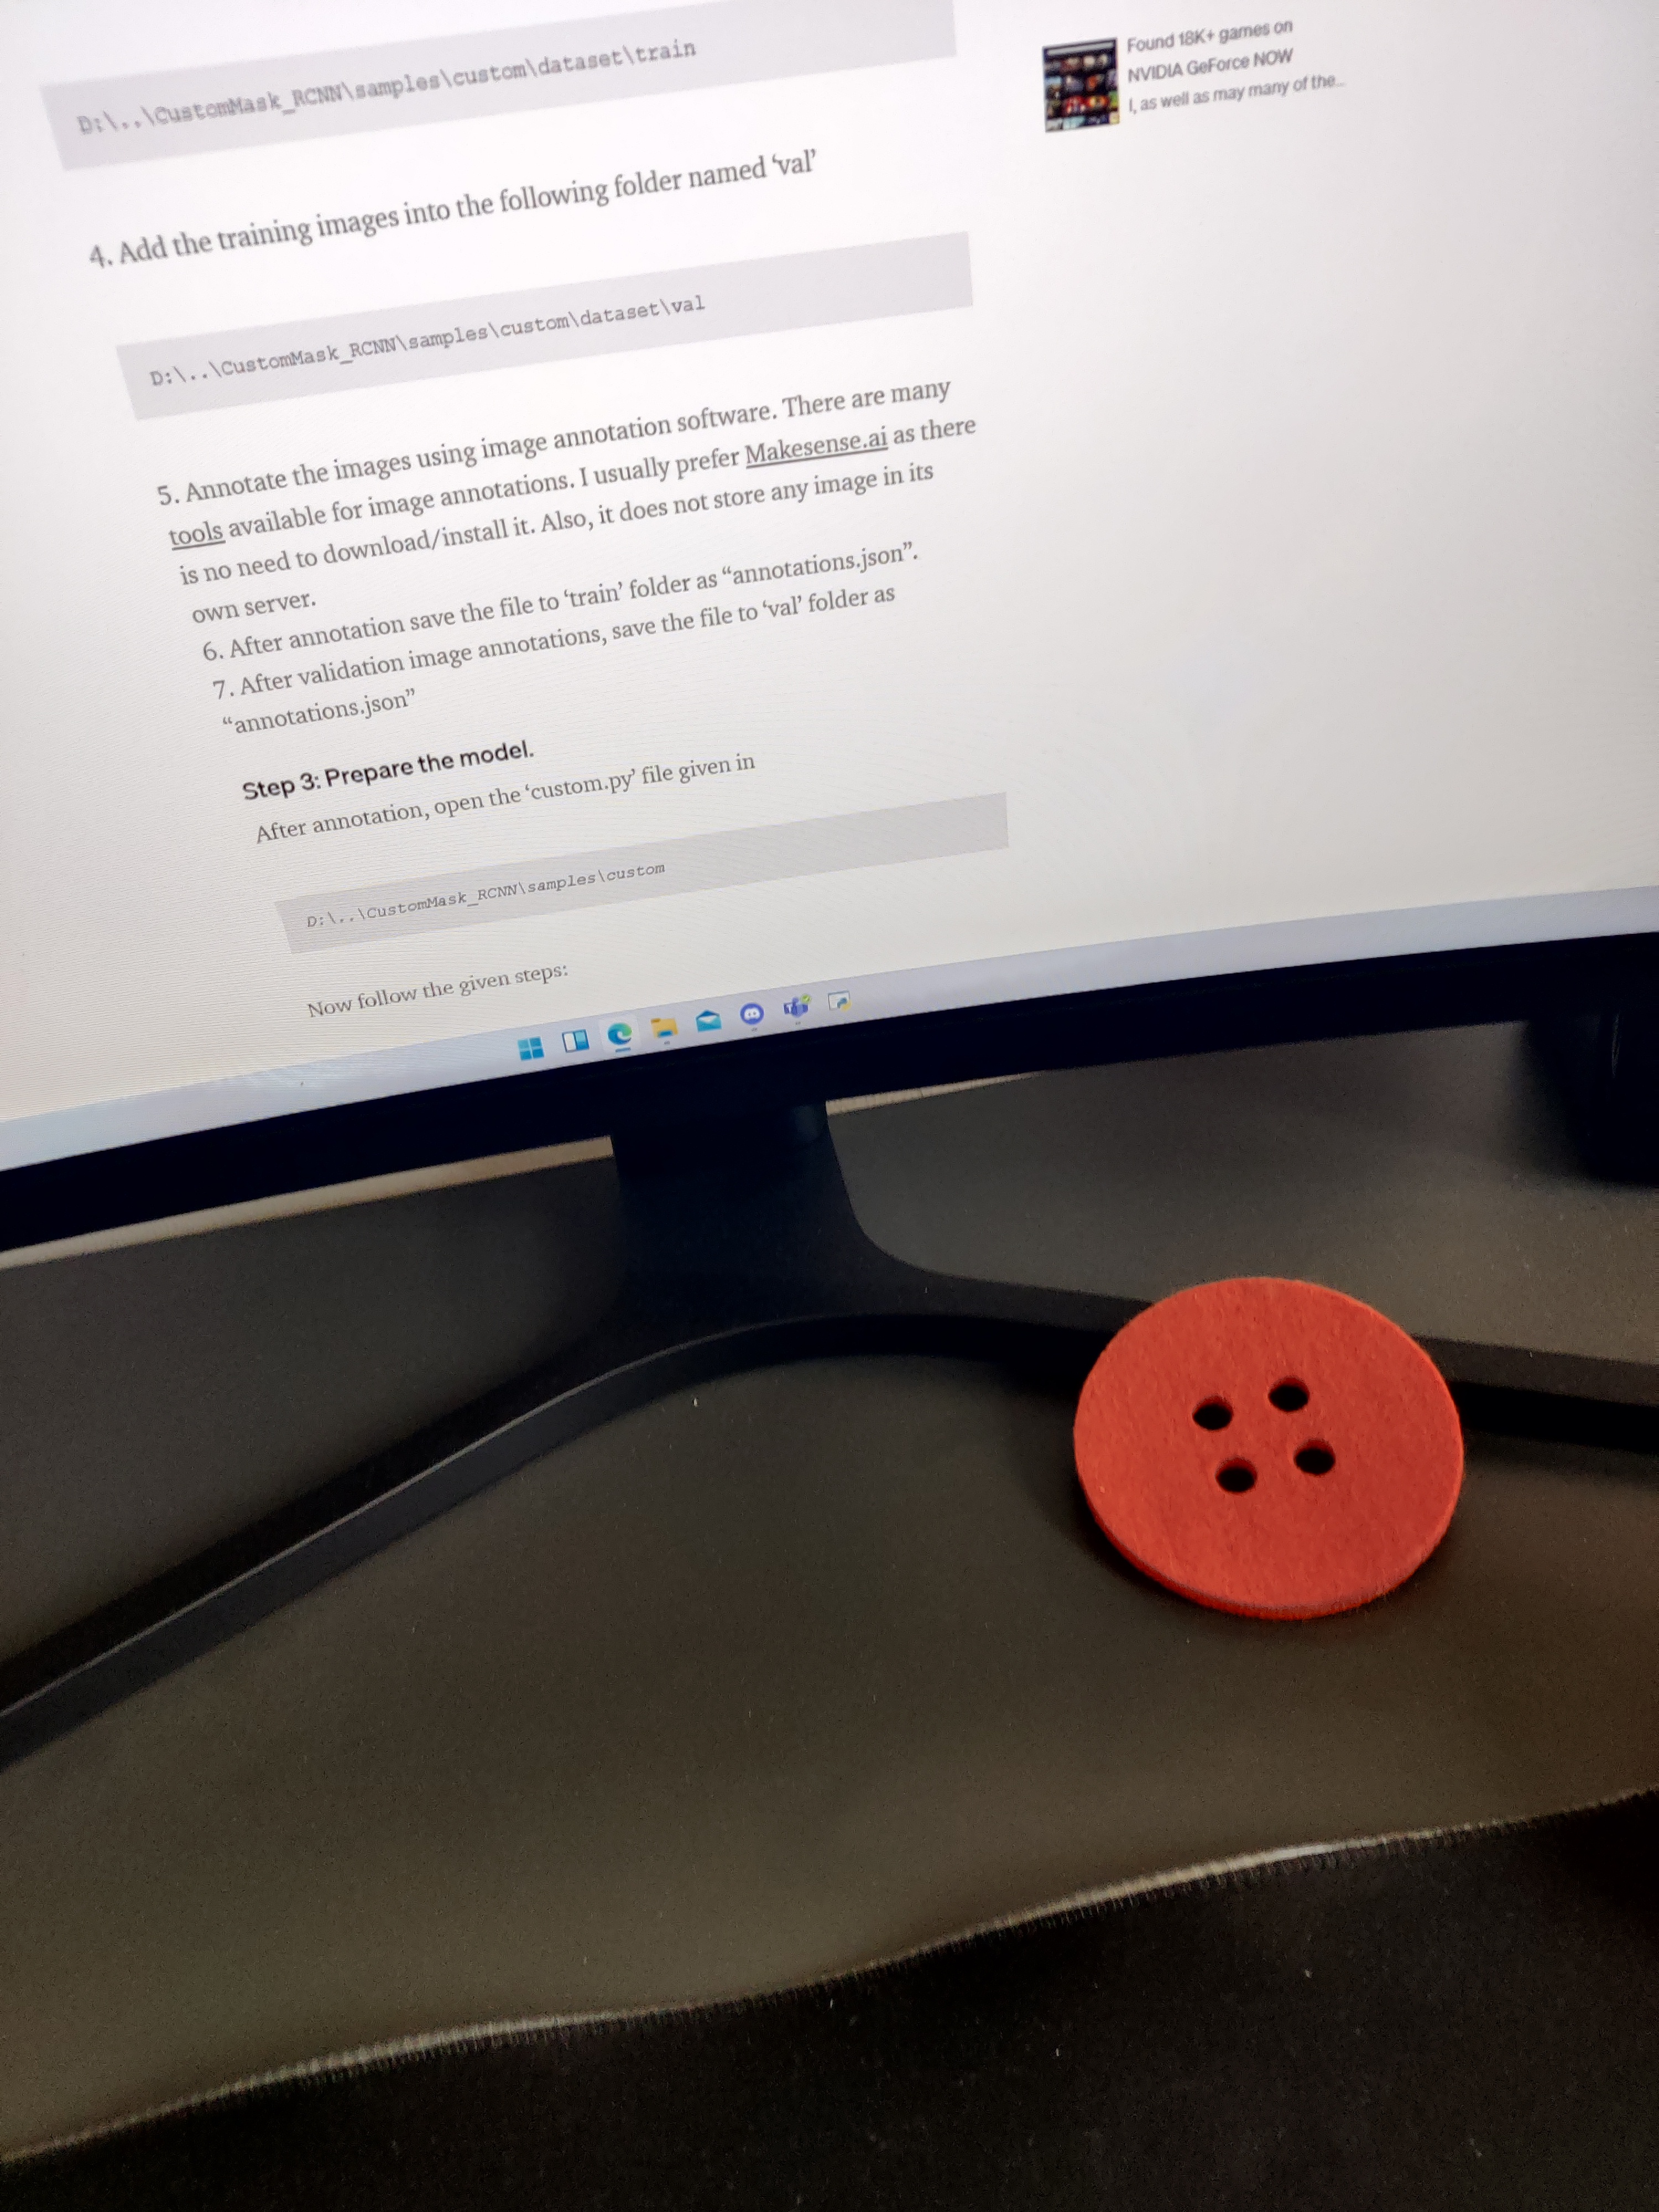 D:\..\CustomMask_RCNN\samples\custom\dataset\train
4. Add the training images into the following folder named ‘val’
D:\..\CustomMask_RCNN\samples\custom\dataset\val
5. Annotate the images using image annotation software. There are many
tools available for image annotations. I usually prefer Makesense.ai as there
is no need to download/install it. Also, it does not store any image in its
own server.
6. After annotation save the file to ‘train’ folder as “annotations.json”.
7. After validation image annotations, save the file to ‘val’ folder as
“annotations.json”
Step 3: Prepare the model.
After annotation, open the ‘custom.py’ file given in
D:\..\CustomMask_RCNN\samples\custom
Now follow the given steps:
Found 18K+ games on
NVIDIA GeForce NOW
I, as well as may many of the...